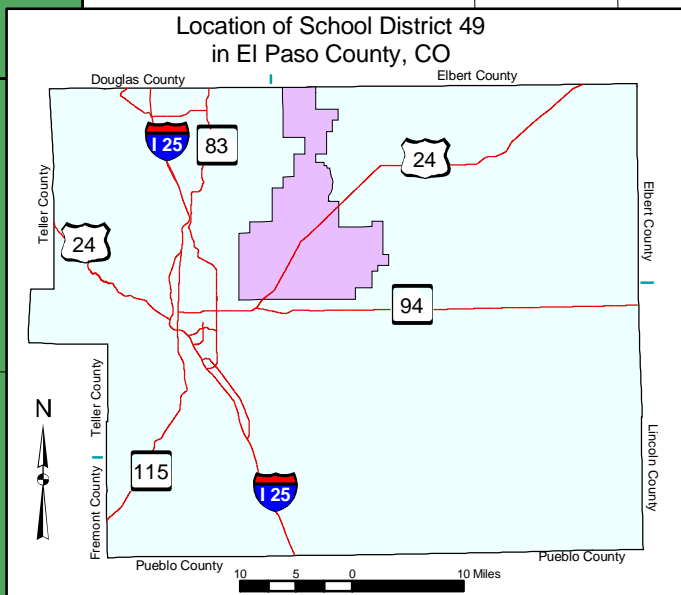 Location of School District 49
in El Paso County, CO
Douglas County
Elbert County
I 25
83
24
Teller County
Elbert County
24
94
Teller County
N
Lincoln County
115
I 25
Fremont County
Pueblo County
Pueblo County
10 5 0 10 Miles